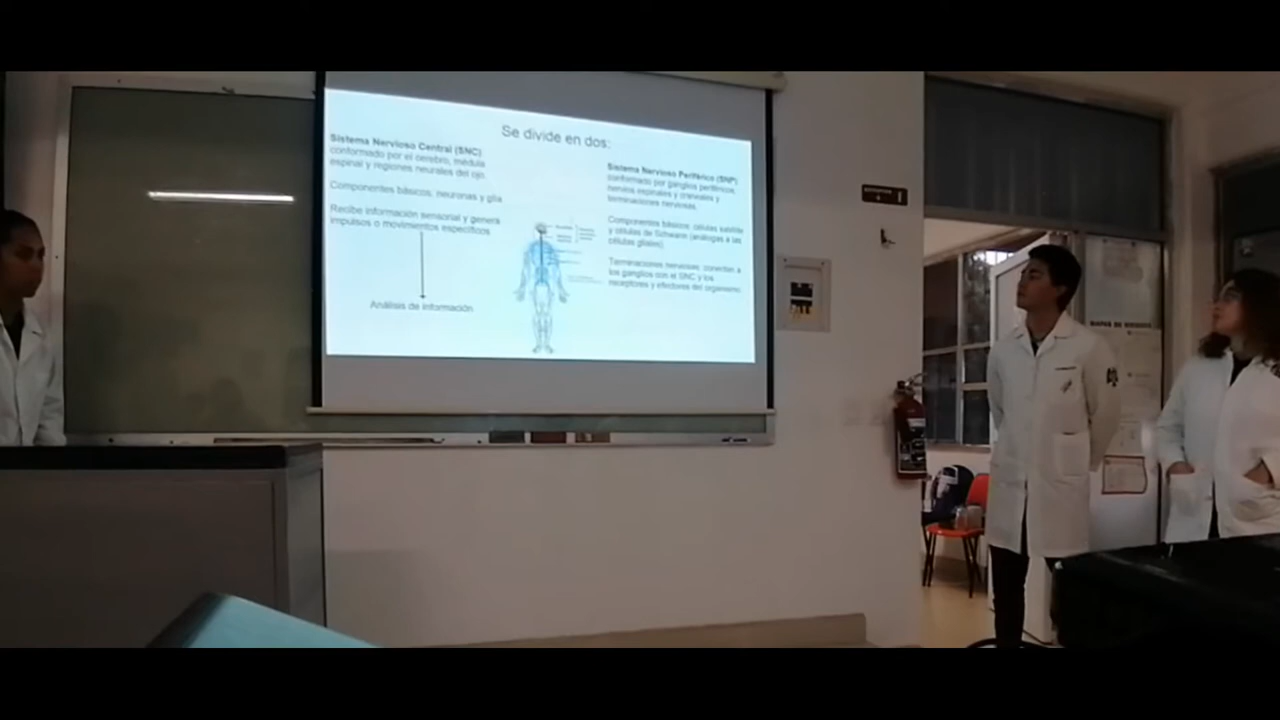 Se divide en dos:
Sistema Nervioso Central (SNC)
conformado por el cerebro, médula
espinal y regiones neurales del ojo.
Componentes básicos: neuronas y glía
Recibe información sensorial y genera
impulsos o movimientos específicos
Análisis de información
Sistema Nervioso Periférico (SNP)
conformado por ganglios periféricos,
nervios espinales y craneales y
terminaciones nerviosas.
Componentes básicos: células satélite
y células de Schwann (análogas a las
células gliales).
Terminaciones nerviosas: conectan a
los ganglios con el SNC y los
receptores y efectores del organismo.
EXTINTOR
MAPAS DE